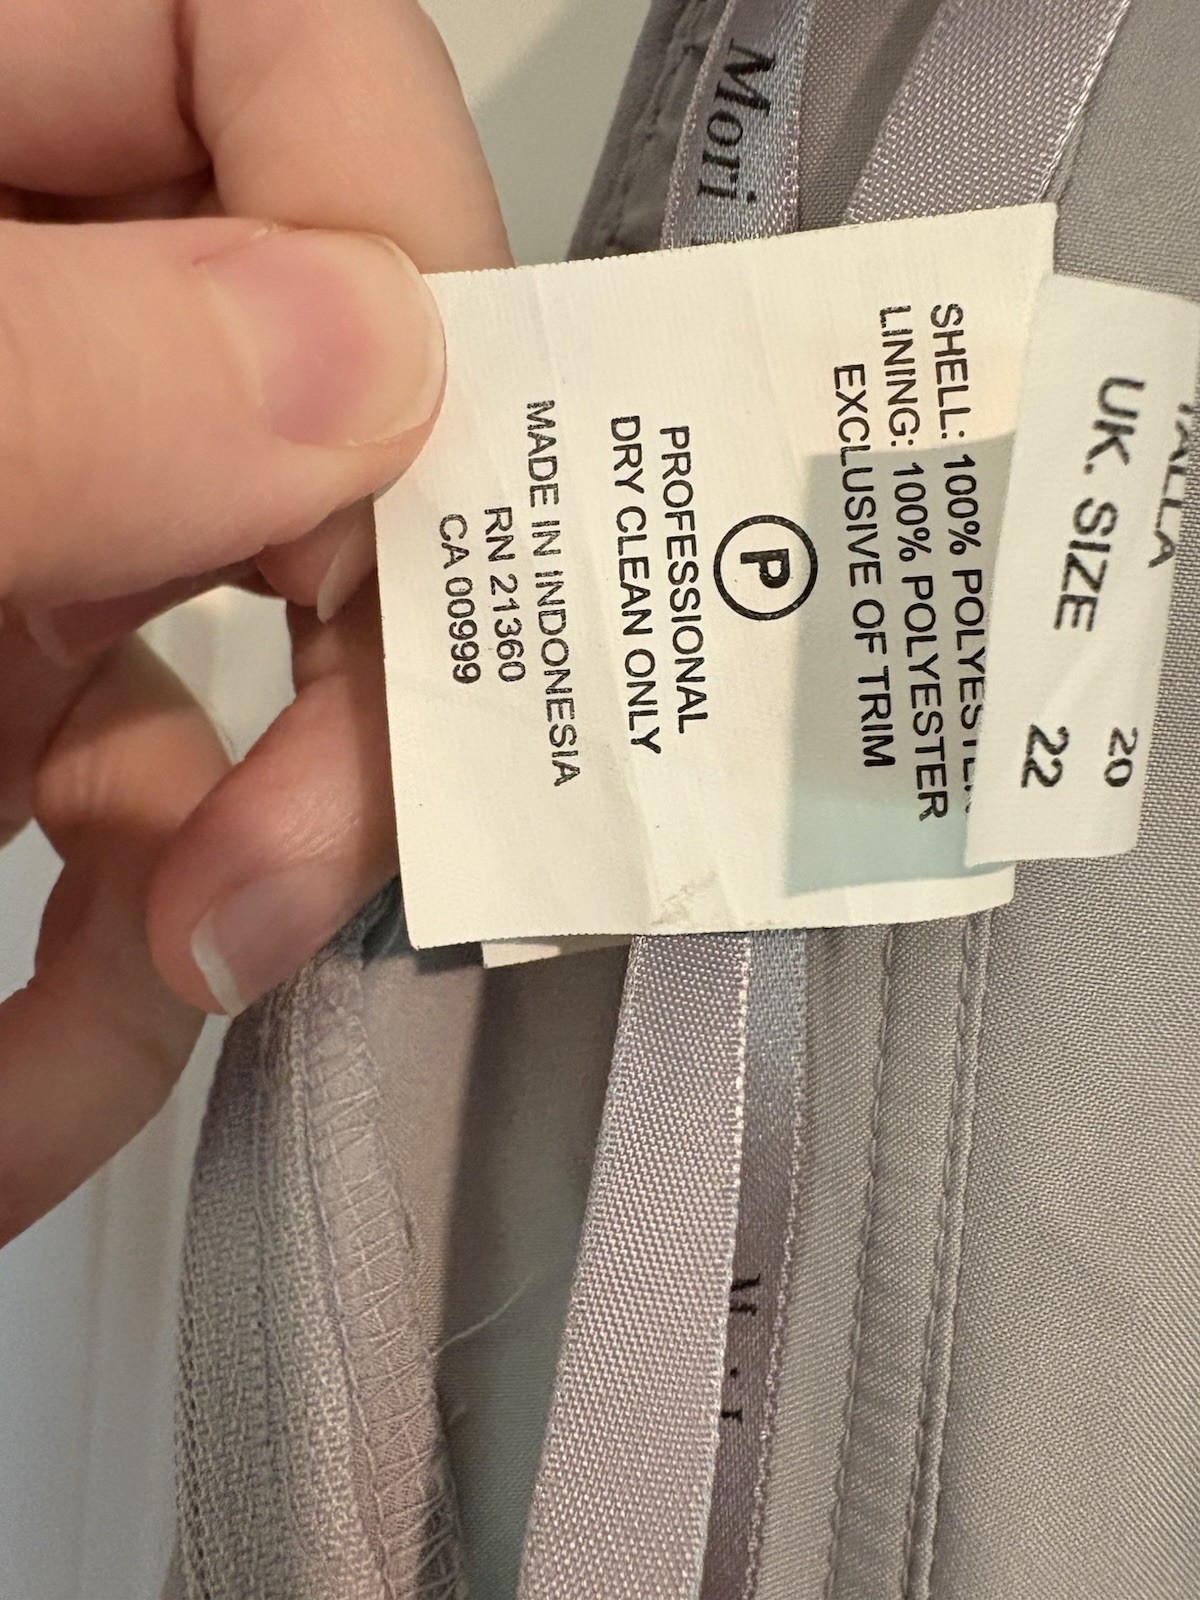 Mori
TALLA 20
UK. SIZE 22
SHELL: 100% POLYESTER
LINING: 100% POLYESTER
EXCLUSIVE OF TRIM
P
PROFESSIONAL
DRY CLEAN ONLY
MADE IN INDONESIA
RN 21360
CA 00999